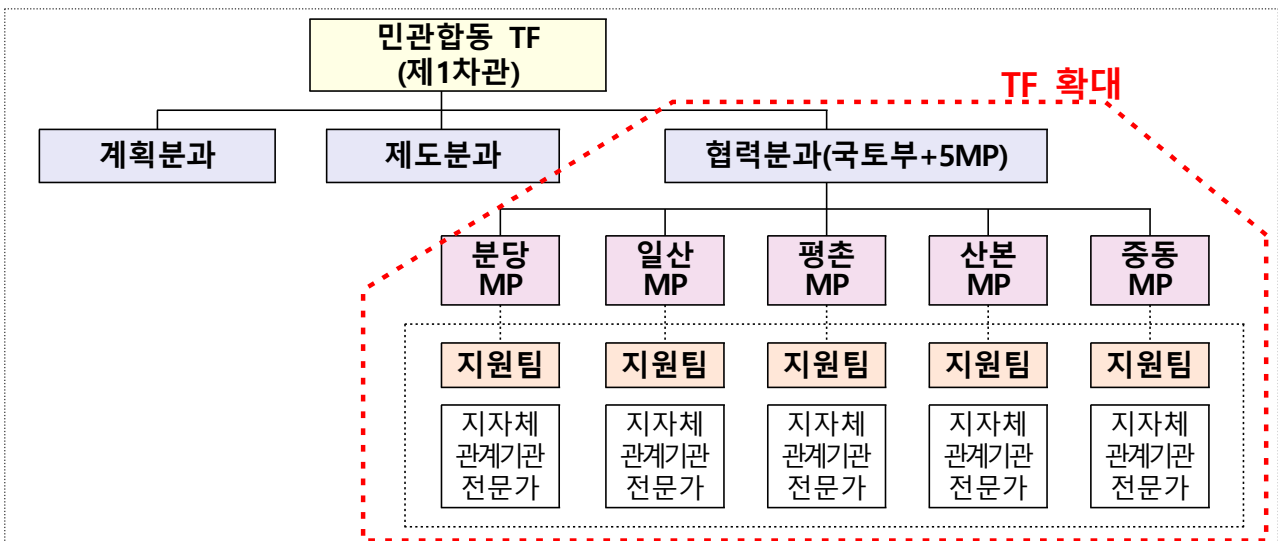 민관합동 TF
(제1차관)
TF 확대
계획분과
제도분과
협력분과(국토부+5MP)
분당
MP
일산
MP
평촌
MP
산본
MP
중동
MP
지원팀
지원팀
지원팀
지원팀
지원팀
지자체
관계기관
전문가
지자체
관계기관
전문가
지자체
관계기관
전문가
지자체
관계기관
전문가
지자체
관계기관
전문가